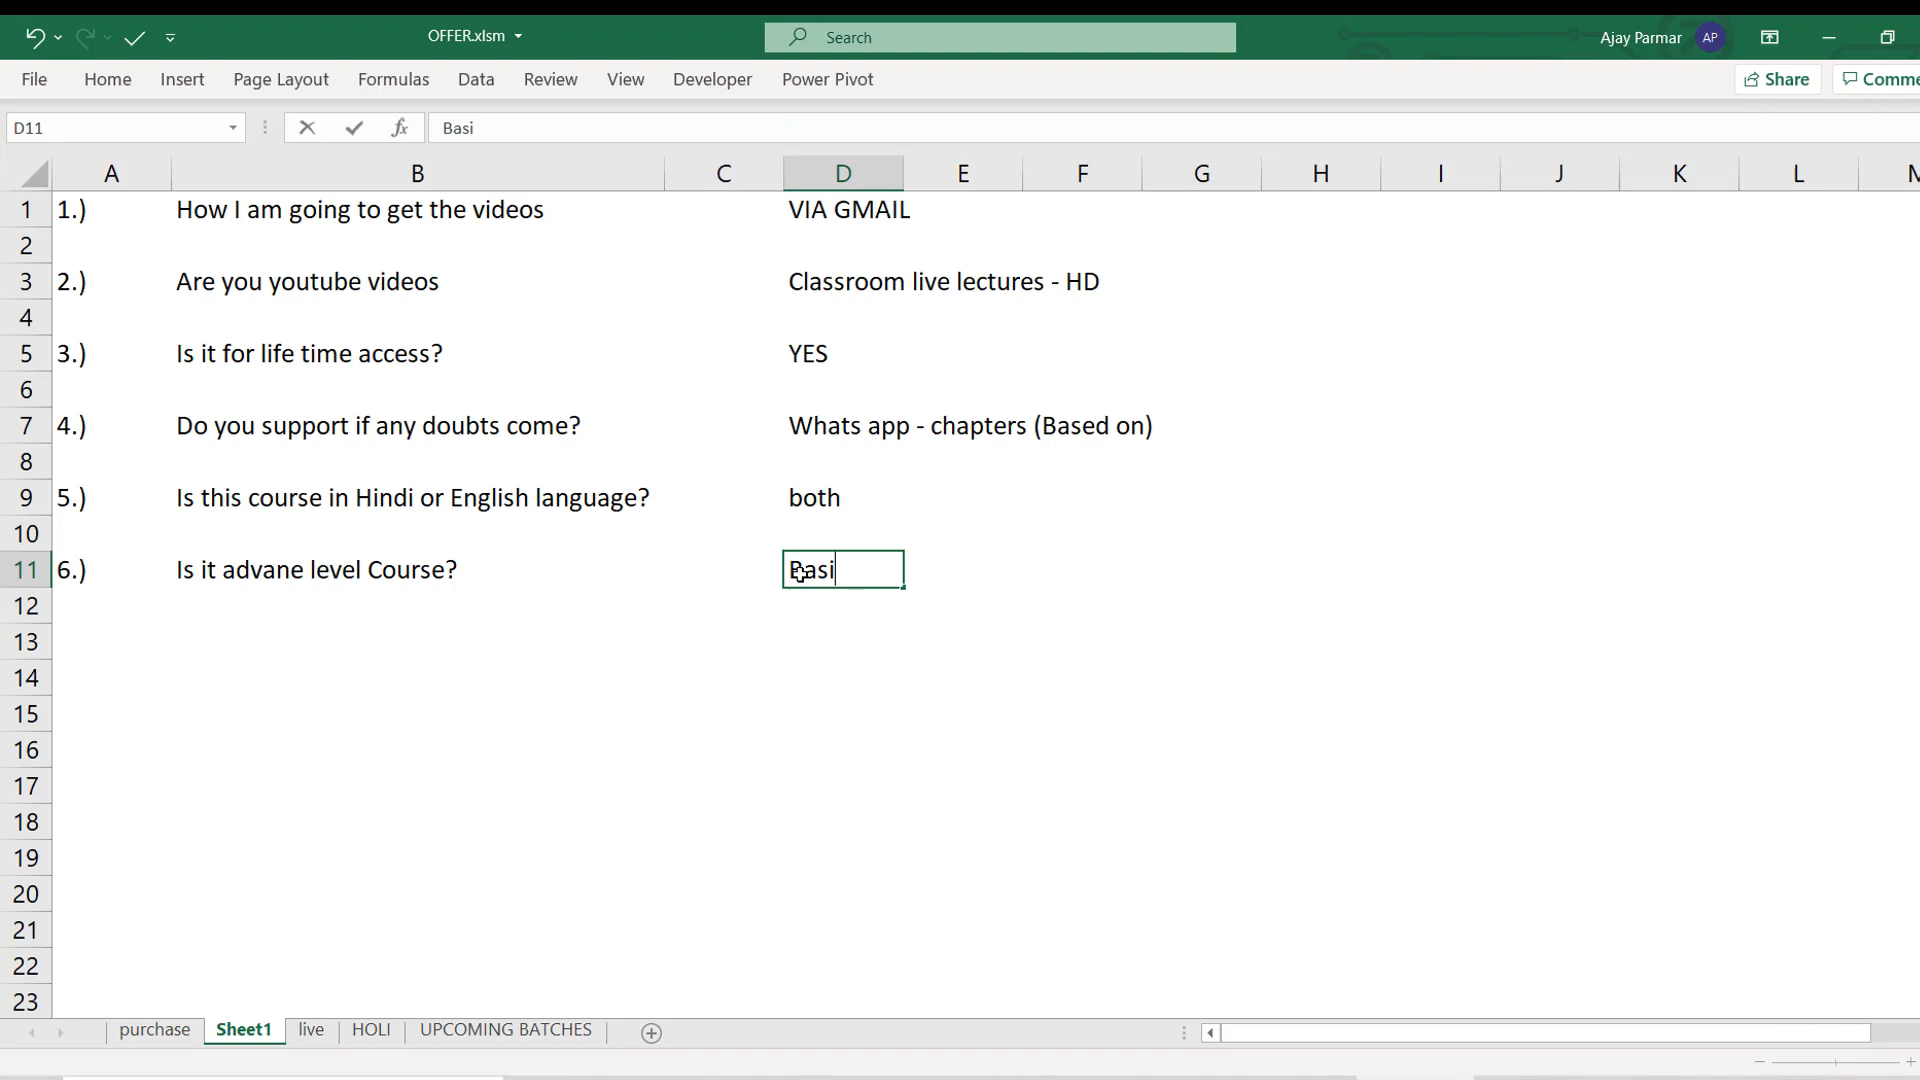 OFFER.xlsm
Search
Ajay Parmar AP
File Home Insert Page Layout Formulas Data Review View Developer Power Pivot Share Comme
D11 fx Basi
A B C D E F G H I J K L M
1 1.) How I am going to get the videos VIA GMAIL
2
3 2.) Are you youtube videos Classroom live lectures - HD
4
5 3.) Is it for life time access? YES
6
7 4.) Do you support if any doubts come? Whats app - chapters (Based on)
8
9 5.) Is this course in Hindi or English language? both
10
11 6.) Is it advane level Course? Basi
12
13
14
15
16
17
18
19
20
21
22
23
purchase Sheet1 live HOLI UPCOMING BATCHES